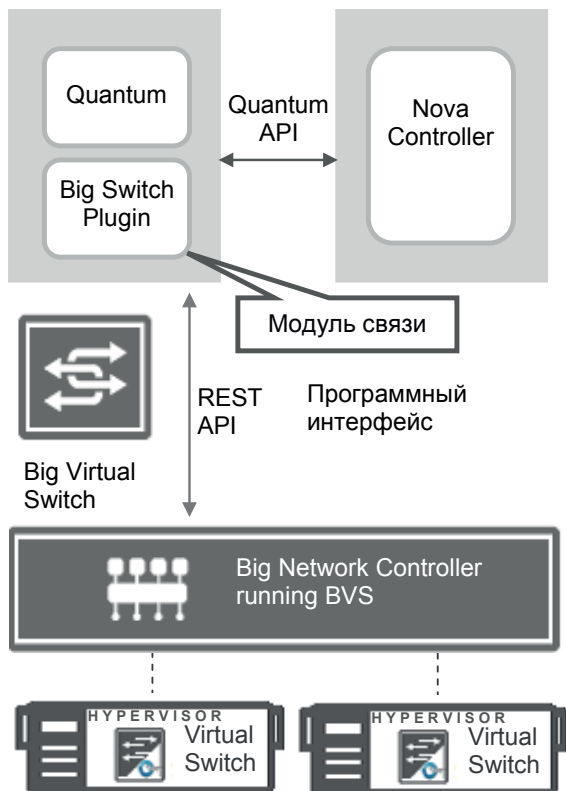 Quantum
Big Switch
Plugin
Quantum
API
Nova
Controller
Модуль связи
REST
API
Программный
интерфейс
Big Virtual
Switch
Big Network Controller
running BVS
HYPERVISOR
Virtual
Switch
HYPERVISOR
Virtual
Switch